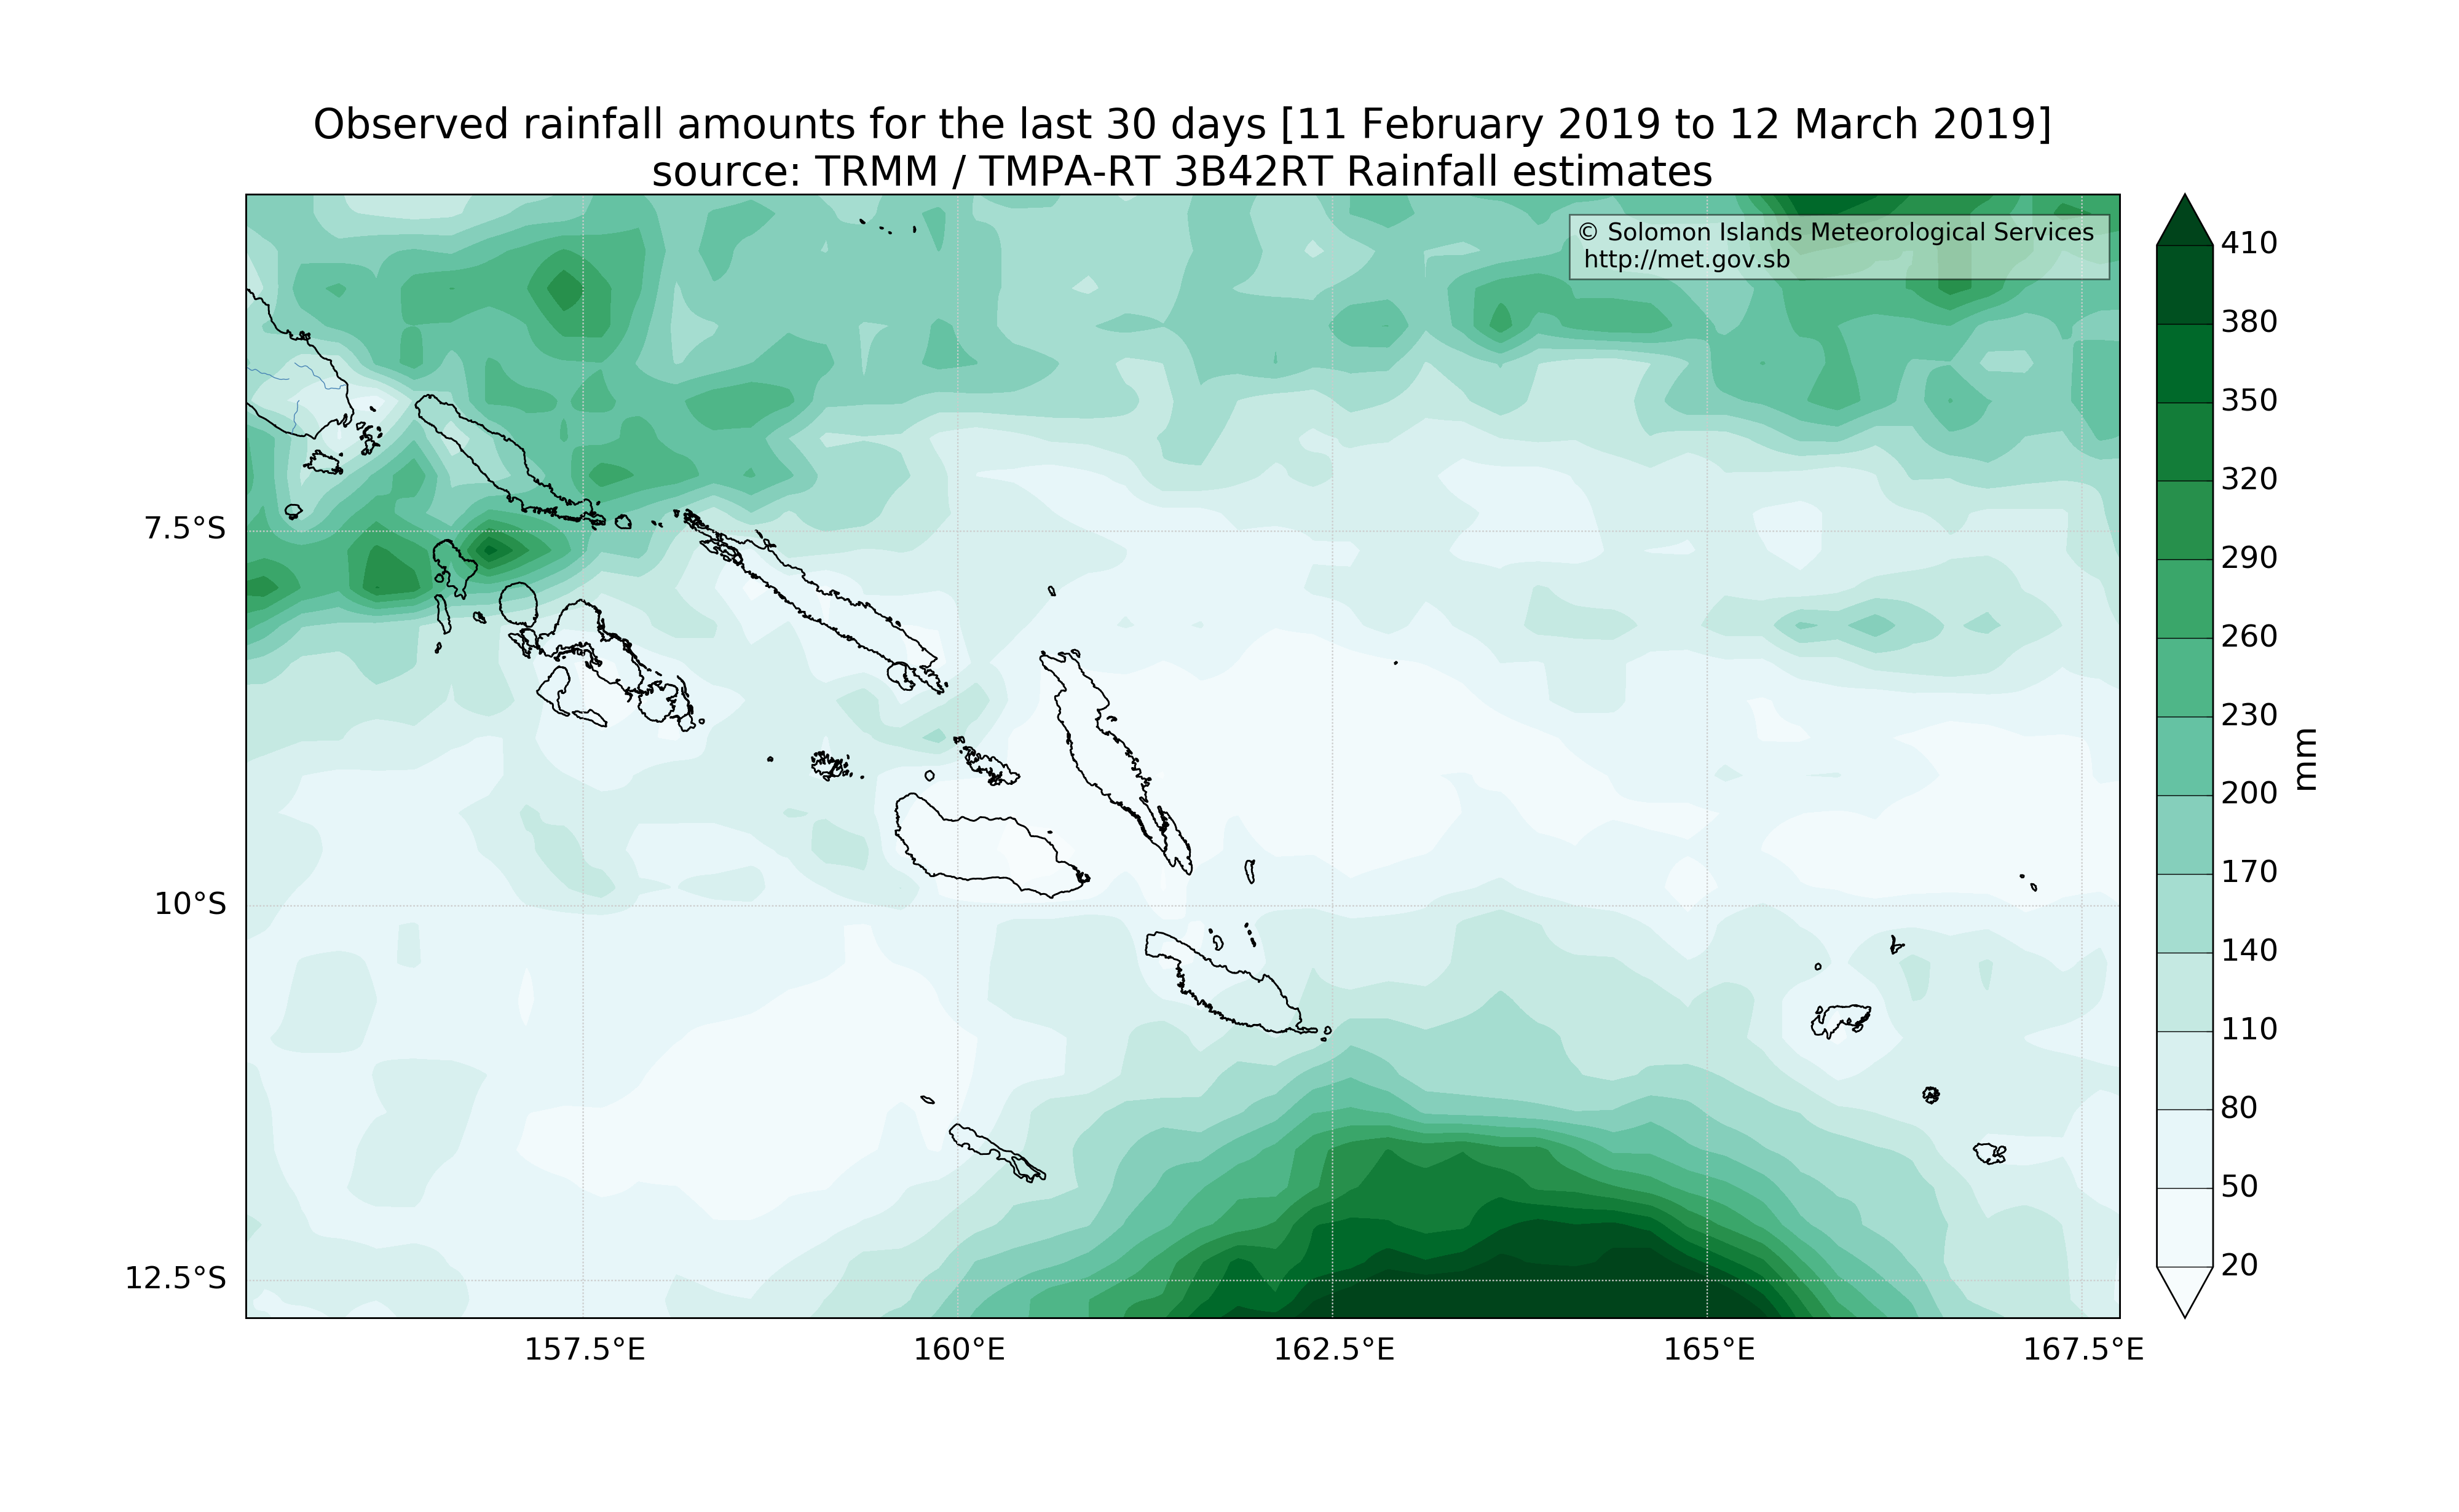 Observed rainfall amounts for the last 30 days [11 February 2019 to 12 March 2019]
source: TRMM / TMPA-RT 3B42RT Rainfall estimates
© Solomon Islands Meteorological Services
http://met.gov.sb
7.5°S
10°S
12.5°S
157.5°E
160°E
162.5°E
165°E
167.5°E
410
380
350
320
290
260
230
200
170
140
110
80
50
20
mm